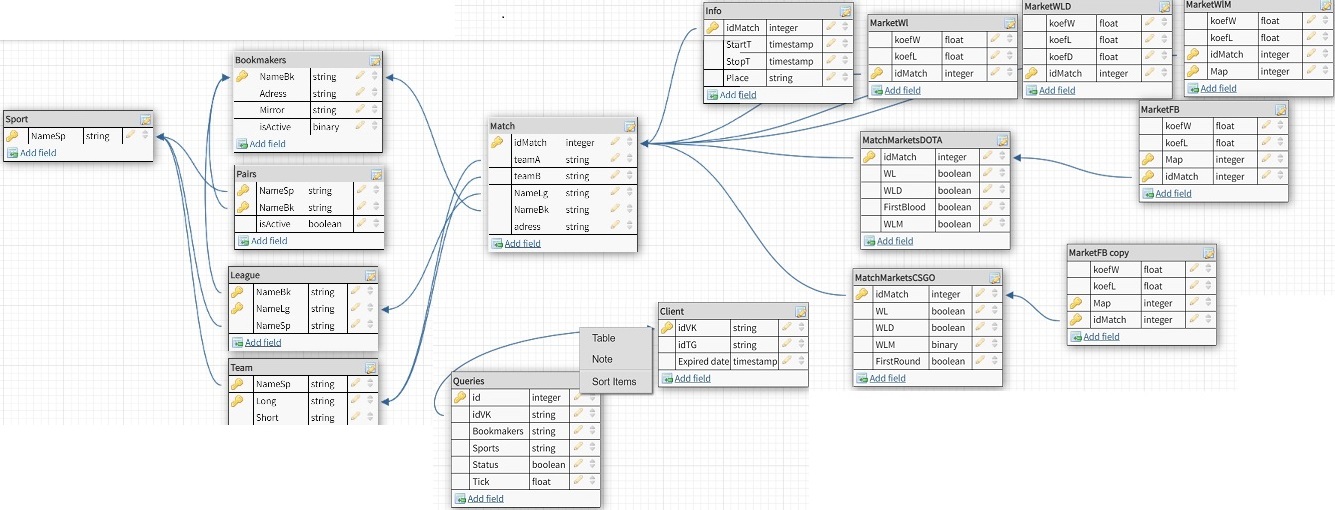 Sport
NameSp string
Add field
Bookmakers
NameBk string
Adress string
Mirror string
isActive binary
Add field
Pairs
NameSp string
NameBk string
isActive boolean
Add field
League
NameBk string
NameLg string
NameSp string
Add field
Team
NameSp string
Long string
Short string
Match
idMatch integer
teamA string
teamB string
NameLg string
NameBk string
adress string
Add field
Queries
id integer
idVK string
Bookmakers string
Sports string
Status boolean
Tick float
Add field
Table
Note
Sort Items
Client
idVK string
idTG string
Expired date timestamp
Add field
Info
idMatch integer
StartT timestamp
StopT timestamp
Place string
Add field
MarketWl
koefW float
koefL float
idMatch integer
Add field
MarketWLD
koefW float
koefL float
koefD float
idMatch integer
Add field
MarketWlM
koefW float
koefL float
idMatch integer
Map integer
Add field
MarketFB
koefW float
koefL float
Map integer
idMatch integer
Add field
MatchMarketsDOTA
idMatch integer
WL boolean
WLD boolean
FirstBlood boolean
WLM boolean
Add field
MatchMarketsCSGO
idMatch integer
WL boolean
WLD boolean
WLM binary
FirstRound boolean
Add field
MarketFB copy
koefW float
koefL float
Map integer
idMatch integer
Add field